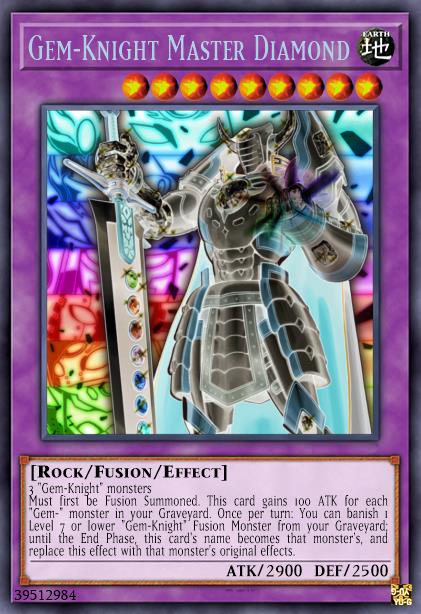 Gem-Knight Master Diamond
EARTH
地
[Rock/Fusion/Effect]
3 "Gem-Knight" monsters
Must first be Fusion Summoned. This card gains 100 ATK for each
"Gem-" monster in your Graveyard. Once per turn: You can banish 1
Level 7 or lower "Gem-Knight" Fusion Monster from your Graveyard;
until the End Phase, this card's name becomes that monster's, and
replace this effect with that monster's original effects.
ATK/2900 DEF/2500
39512984